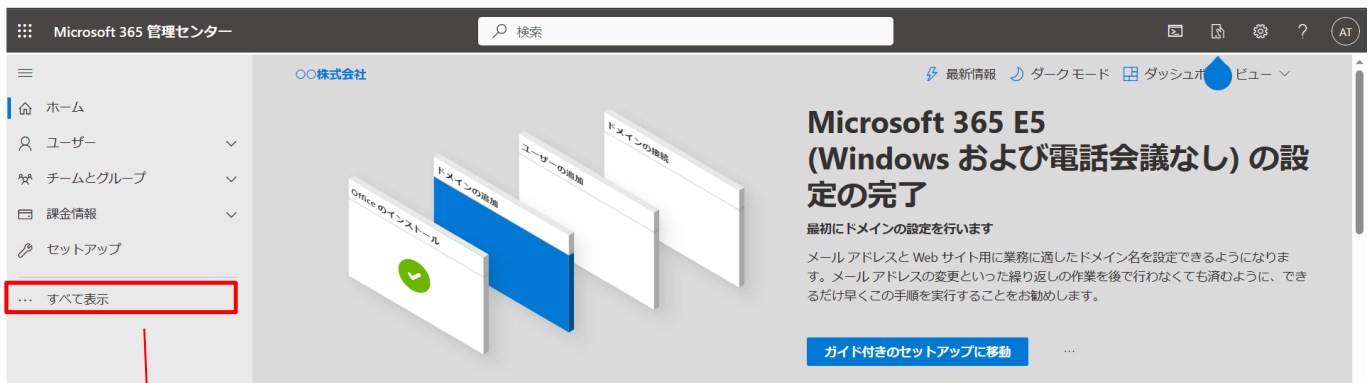 Microsoft 365 管理センター
検索
AT
○○株式会社
最新情報
ダーク モード
ダッシュボ
ビュー
ホーム
ユーザー
チームとグループ
課金情報
セットアップ
… すべて表示
Office のインストール
ドメインの追加
ユーザーの追加
ドメインの接続
Microsoft 365 E5
(Windows および電話会議なし) の設
定の完了
最初にドメインの設定を行います
メール アドレスと Web サイト用に業務に適したドメイン名を設定できるようになりま
す。メール アドレスの変更といった繰り返しの作業を後で行わなくても済むように、でき
るだけ早くこの手順を実行することをお勧めします。
ガイド付きのセットアップに移動
…